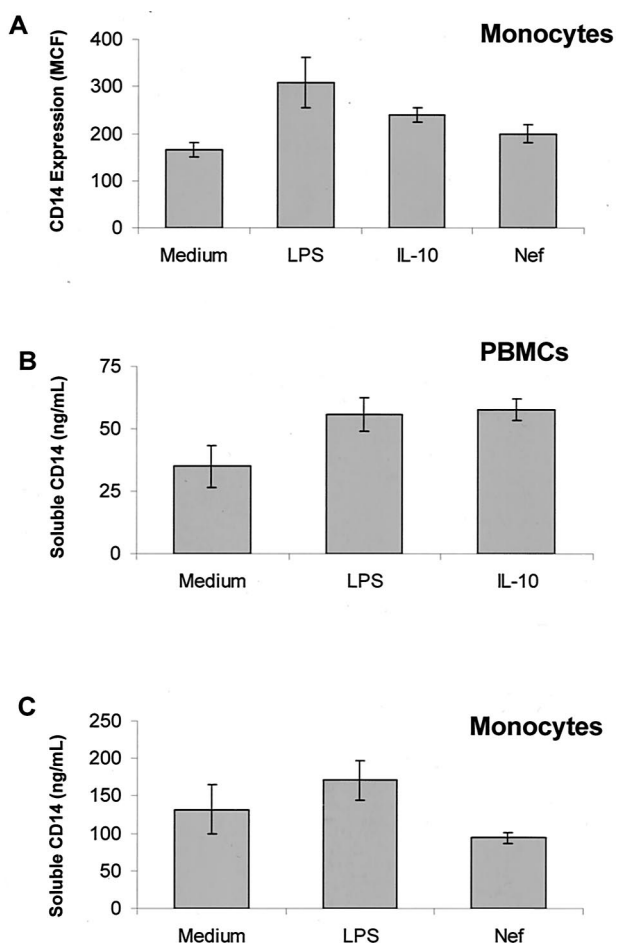 A
Monocytes
CD14 Expression (MCF)
400
300
200
100
0
Medium LPS IL-10 Nef
B
PBMCs
Soluble CD14 (ng/mL)
75
50
25
0
Medium LPS IL-10
C
Monocytes
Soluble CD14 (ng/mL)
250
200
150
100
50
0
Medium LPS Nef